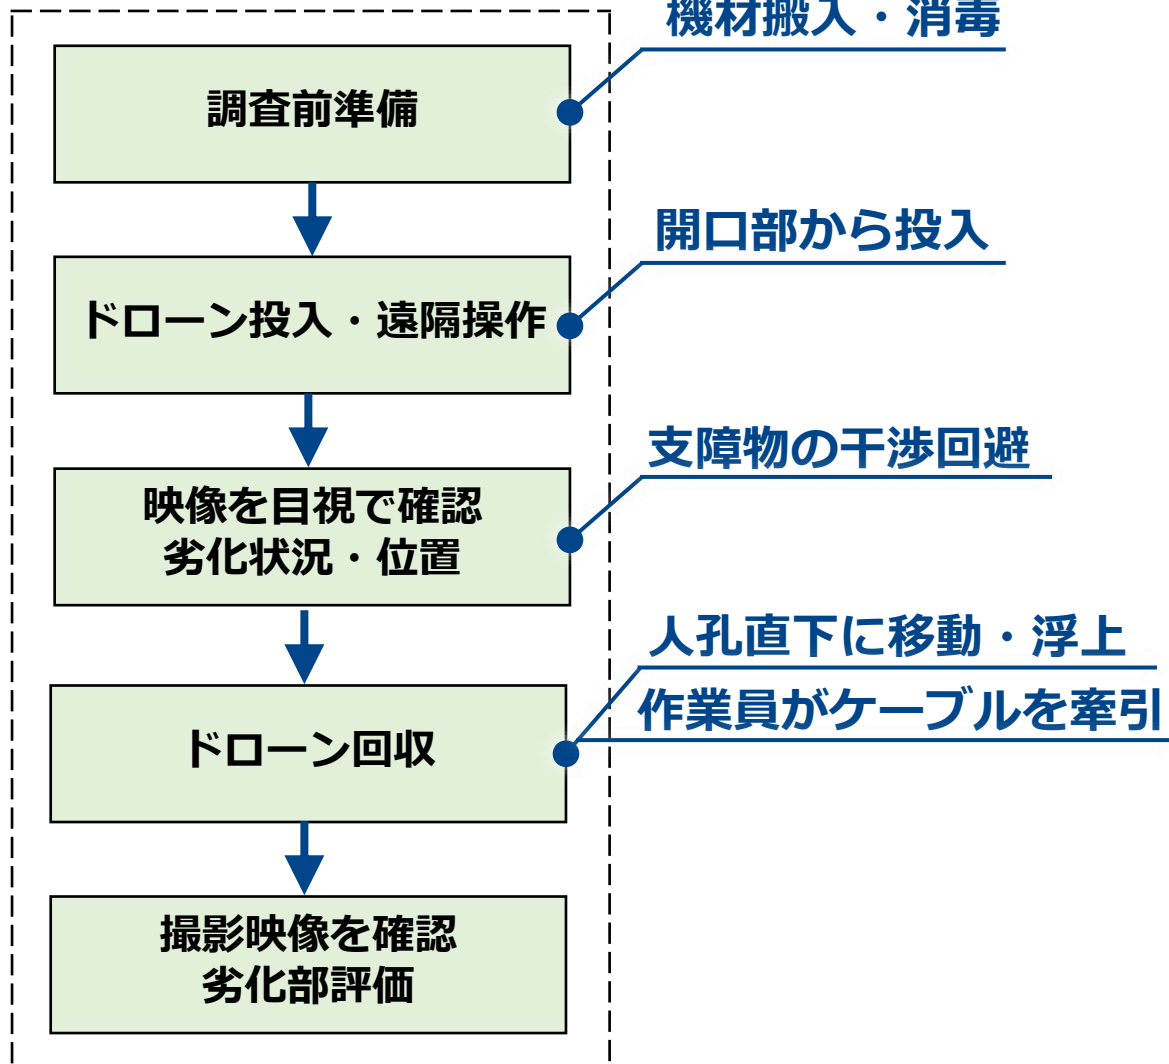 機材搬入・消毒
調査前準備
開口部から投入
ドローン投入・遠隔操作
支障物の干渉回避
映像を目視で確認
劣化状況・位置
人孔直下に移動・浮上
作業員がケーブルを牽引
ドローン回収
撮影映像を確認
劣化部評価